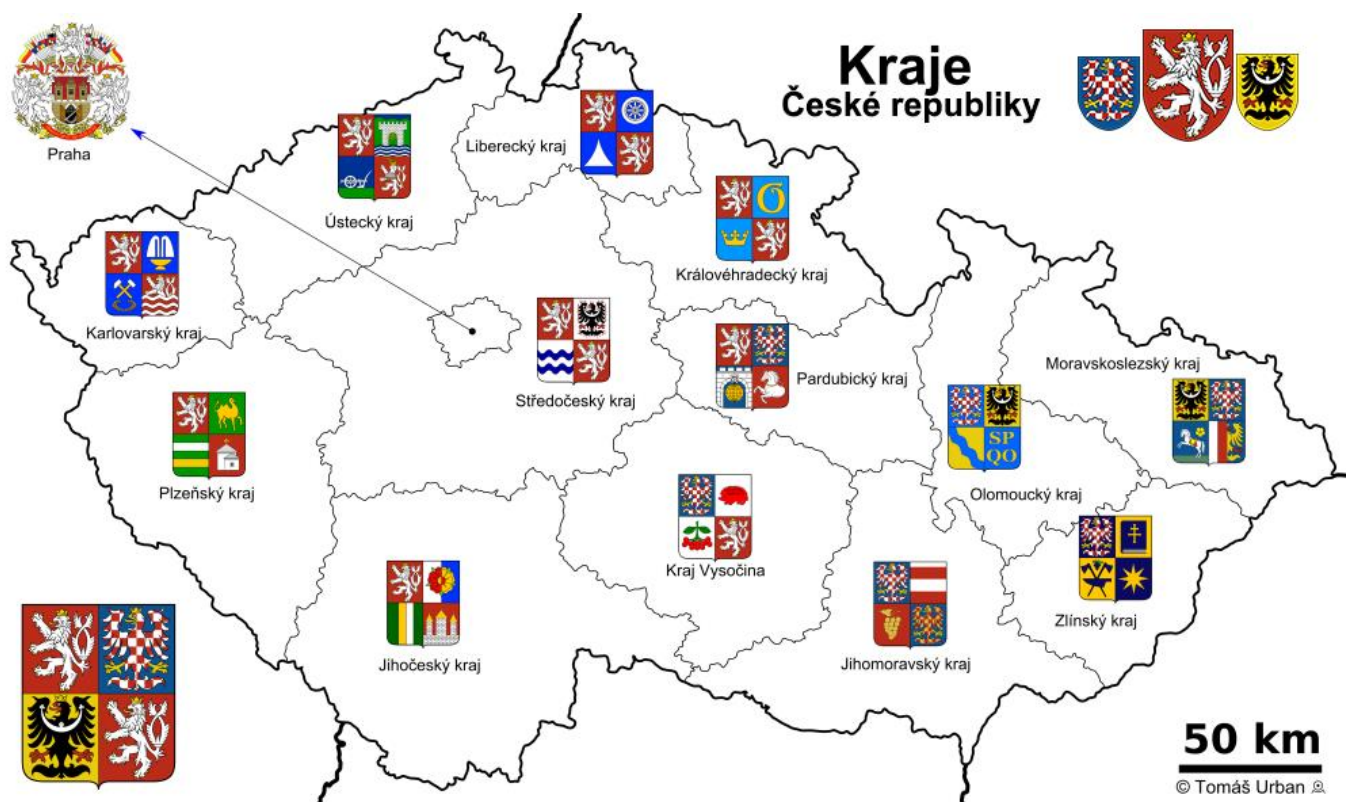 Kraje
České republiky
Praha
Liberecký kraj
Ústecký kraj
Královéhradecký kraj
Karlovarský kraj
Moravskoslezský kraj
Pardubický kraj
Středočeský kraj
SP
QO
Plzeňský kraj
Olomoucký kraj
Kraj Vysočina
Zlínský kraj
Jihočeský kraj
Jihomoravský kraj
50 km
© Tomáš Urban